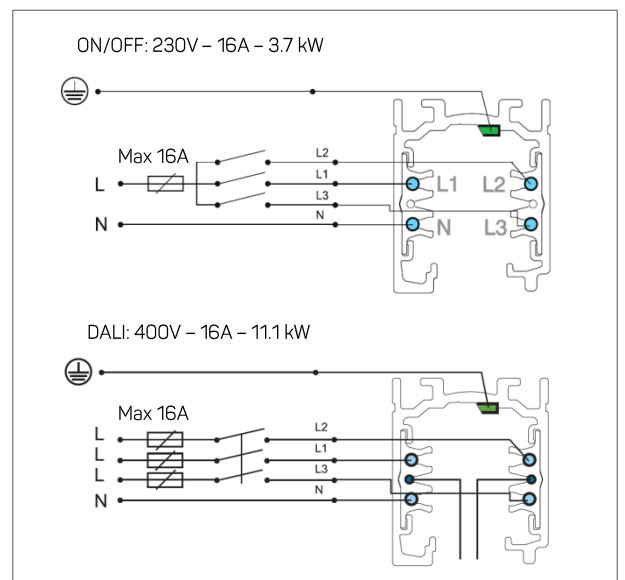 ON/OFF: 230V – 16A – 3.7 kW
Max 16A
L2
L1
L3
N
L
N
L1 L2
N L3
DALI: 400V – 16A – 11.1 kW
Max 16A
L
L
L
N
L2
L1
L3
N